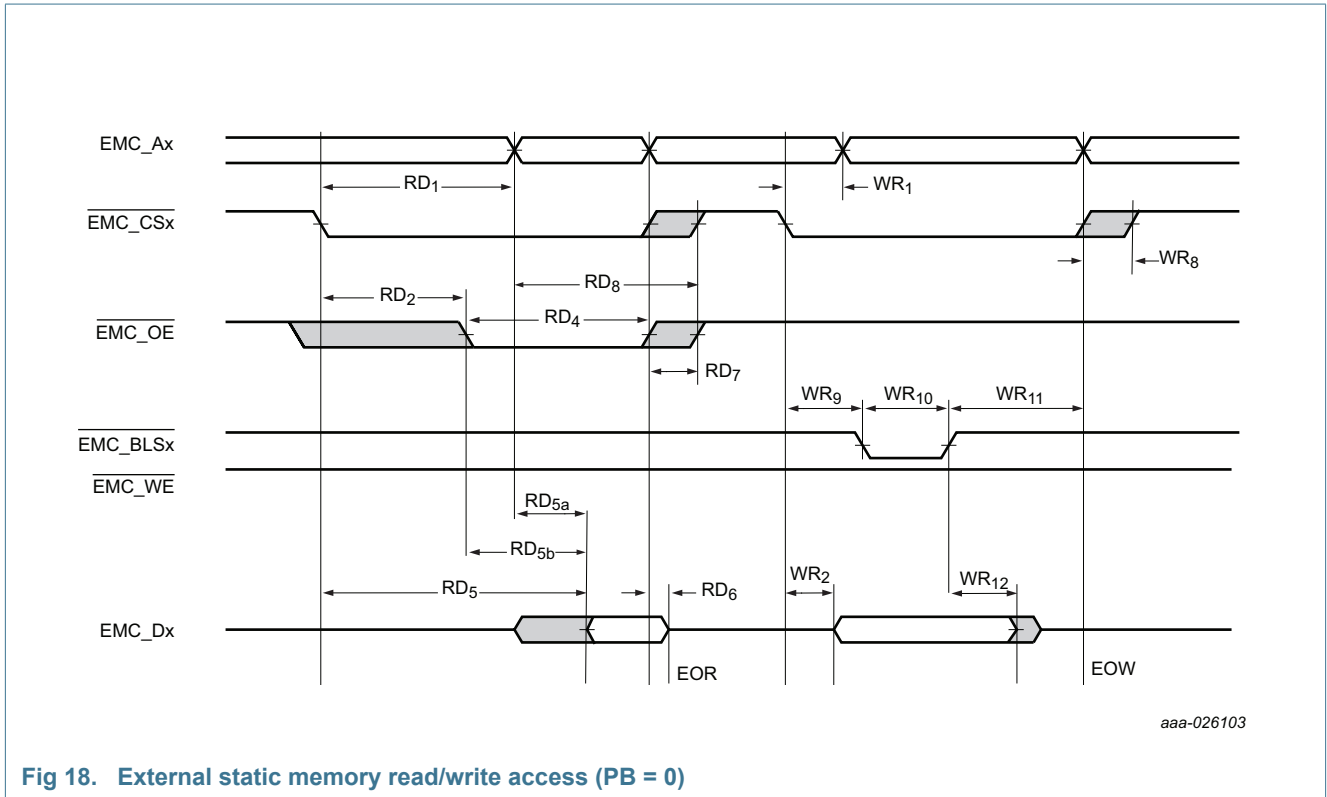 EMC_Ax
RD1
WR1
EMC_CSx
WR8
RD8
RD2
RD4
EMC_OE
RD7
WR9
WR10
WR11
EMC_BLSx
EMC_WE
RD5a
RD5b
RD5
WR2
RD6
WR12
EMC_Dx
EOR
EOW
aaa-026103
Fig 18. External static memory read/write access (PB = 0)